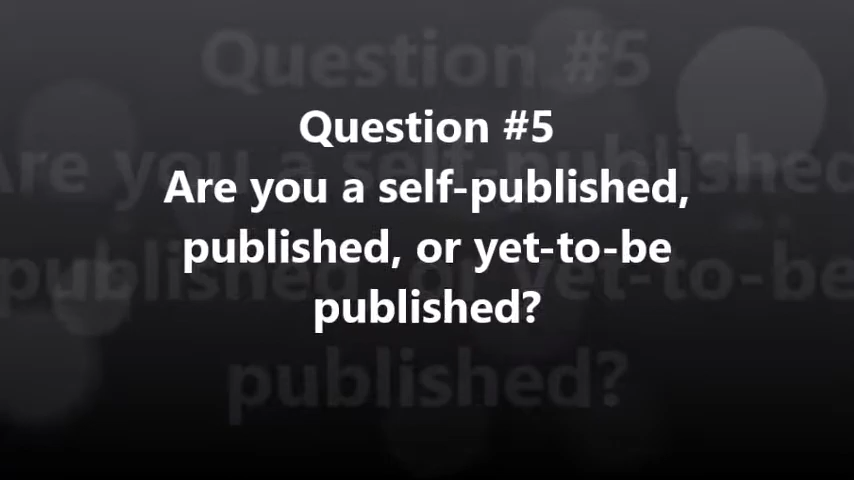 Question #5
Are you a self-published,
published, or yet-to-be
published?